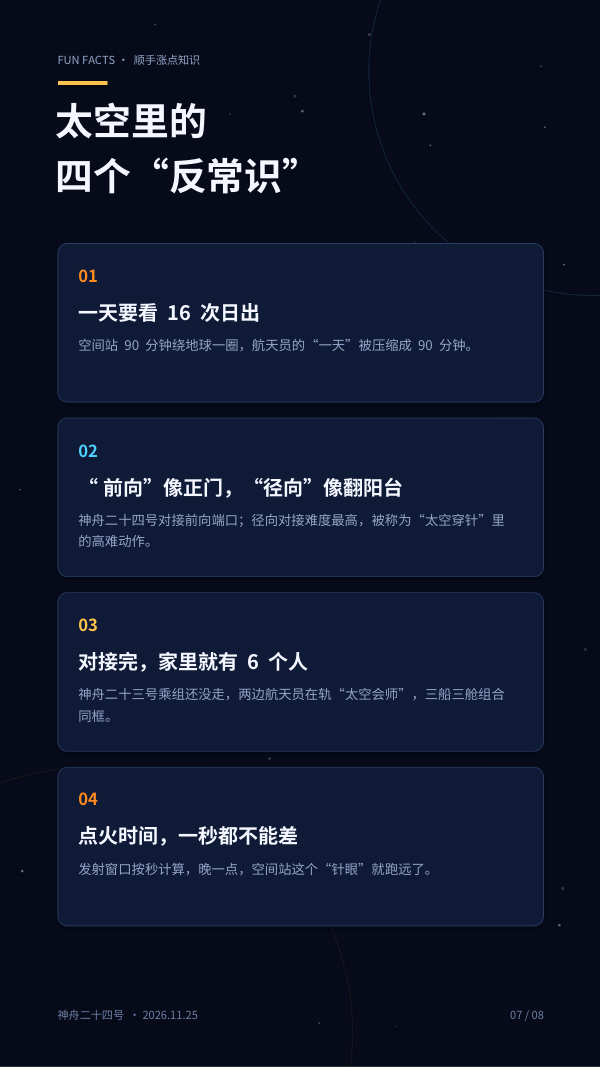 FUN FACTS · 顺手涨点知识
太空里的
四个“反常识”
01
一天要看 16 次日出
空间站 90 分钟绕地球一圈，航天员的“一天”被压缩成 90 分钟。
02
“前向”像正门，“径向”像翻阳台
神舟二十四号对接前向端口；径向对接难度最高，被称为“太空穿针”里
的高难动作。
03
对接完，家里就有 6 个人
神舟二十三号乘组还没走，两边航天员在轨“太空会师”，三船三舱组合
同框。
04
点火时间，一秒都不能差
发射窗口按秒计算，晚一点，空间站这个“针眼”就跑远了。
神舟二十四号 · 2026.11.25
07 / 08